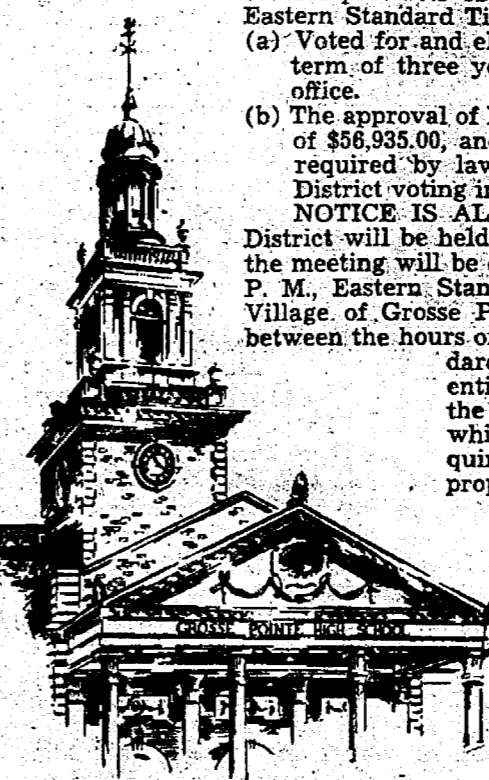 Eastern Standard Ti
(a) Voted for and el
term of three ye
office.
(b) The approval of
of $56,935.00, and
required by law
District voting in
NOTICE IS AL
District will be held
the meeting will be
P. M., Eastern Stan
Village of Grosse P
between the hours o
dard
enti
the
whi
quir
prop
GROSSE POINTE HIGH SCHOOL